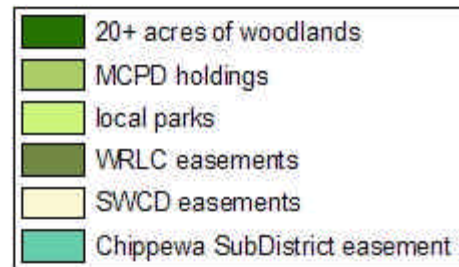 20+ acres of woodlands
MCPD holdings
local parks
WRLC easements
SWCD easements
Chippewa SubDistrict easement